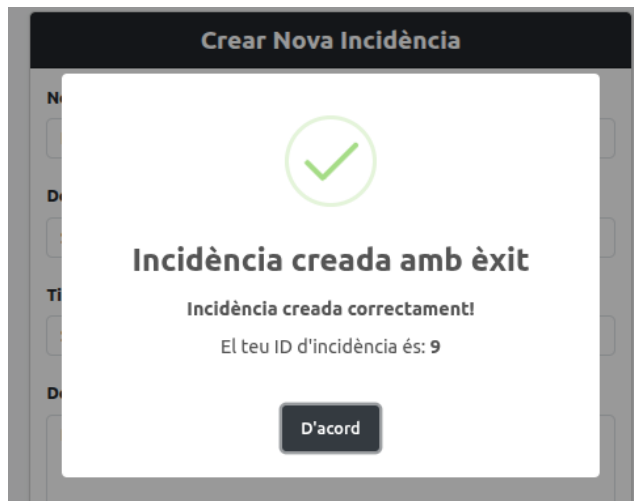 Crear Nova Incidència
Incidència creada amb èxit
Incidència creada correctament!
El teu ID d'incidència és: 9
D'acord